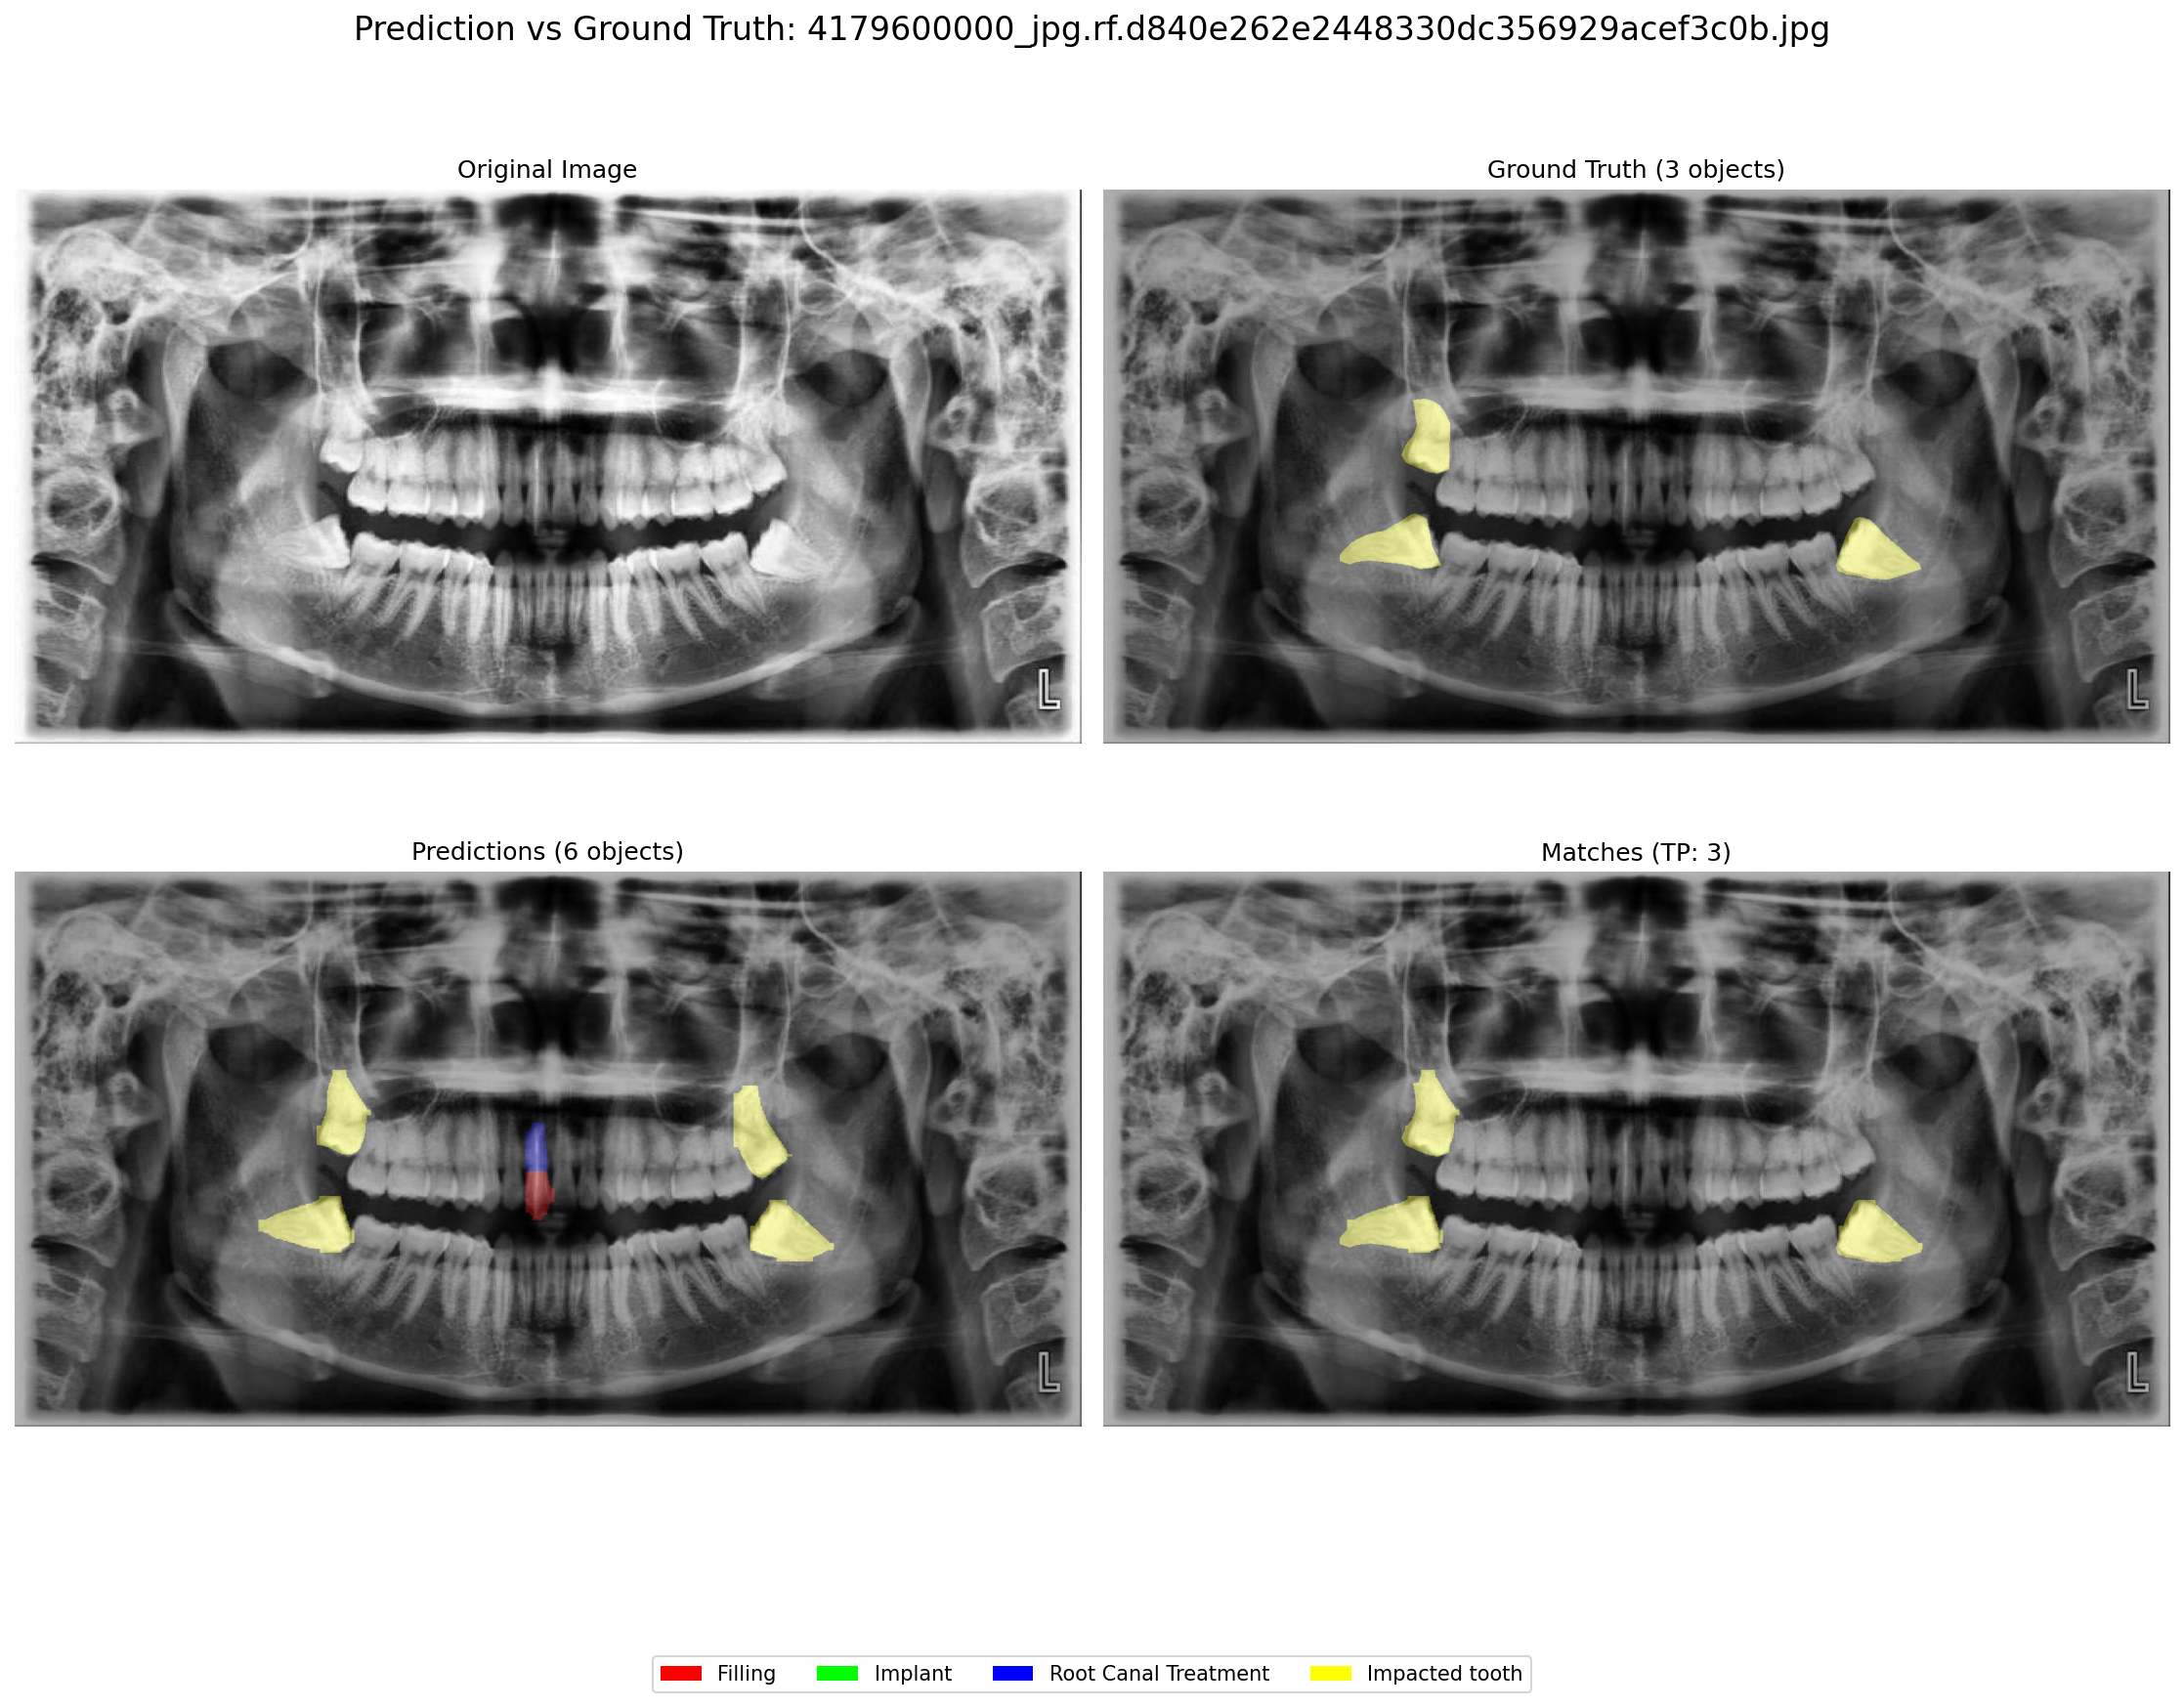 Prediction vs Ground Truth: 4179600000_jpg.rf.d840e262e2448330dc356929acef3c0b.jpg
Original Image
Ground Truth (3 objects)
L
L
Predictions (6 objects)
Matches (TP: 3)
L
L
Filling
Implant
Root Canal Treatment
Impacted tooth